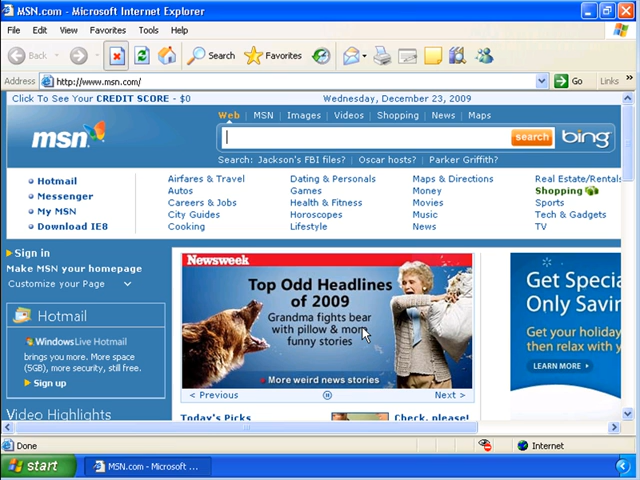 MSN.com - Microsoft Internet Explorer
File Edit View Favorites Tools Help
Back Search Favorites
Address http://www.msn.com/ Go Links
Click To See Your CREDIT SCORE - $0 Wednesday, December 23, 2009
Web MSN Images Videos Shopping News Maps
msn search bing
Search: Jackson's FBI files? Oscar hosts? Parker Griffith?
Hotmail
Messenger
My MSN
Download IE8
Airfares & Travel
Autos
Careers & Jobs
City Guides
Cooking
Dating & Personals
Games
Health & Fitness
Horoscopes
Lifestyle
Maps & Directions
Money
Movies
Music
News
Real Estate/Rentals
Shopping
Sports
Tech & Gadgets
TV
Sign in
Make MSN your homepage
Customize your Page
Hotmail
Windows Live Hotmail
brings you more. More space
(5GB), more security, still free.
Sign up
Video Highlights
Newsweek
Top Odd Headlines
of 2009
Grandma fights bear
with pillow & more
funny stories
More weird news stories
< Previous Next >
Today's Picks Check, please!
Get Specia
Only Savin
Get your holiday
then relax with y
LEARN MORE
Done Internet
start MSN.com - Microsoft ...